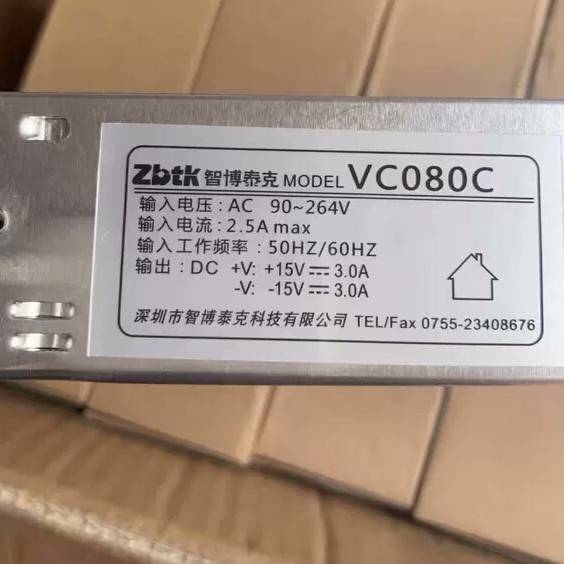 Zbtk 智博泰克 MODEL VC080C
输入电压：AC 90~264V
输入电流：2.5A max
输入工作频率：50HZ/60HZ
输出：DC +V: +15V⎓3.0A
-V: -15V⎓3.0A
深圳市智博泰克科技有限公司 TEL/Fax 0755-23408676